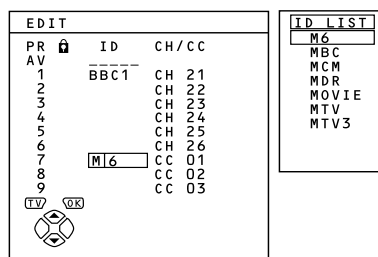 EDIT
PR ID CH/CC
AV _____
1 BBC1 CH 21
2 CH 22
3 CH 23
4 CH 24
5 CH 25
6 CH 26
7 M6 CC 01
8 CC 02
9 CC 03
TV OK
ID LIST
M6
MBC
MCM
MDR
MOVIE
MTV
MTV3